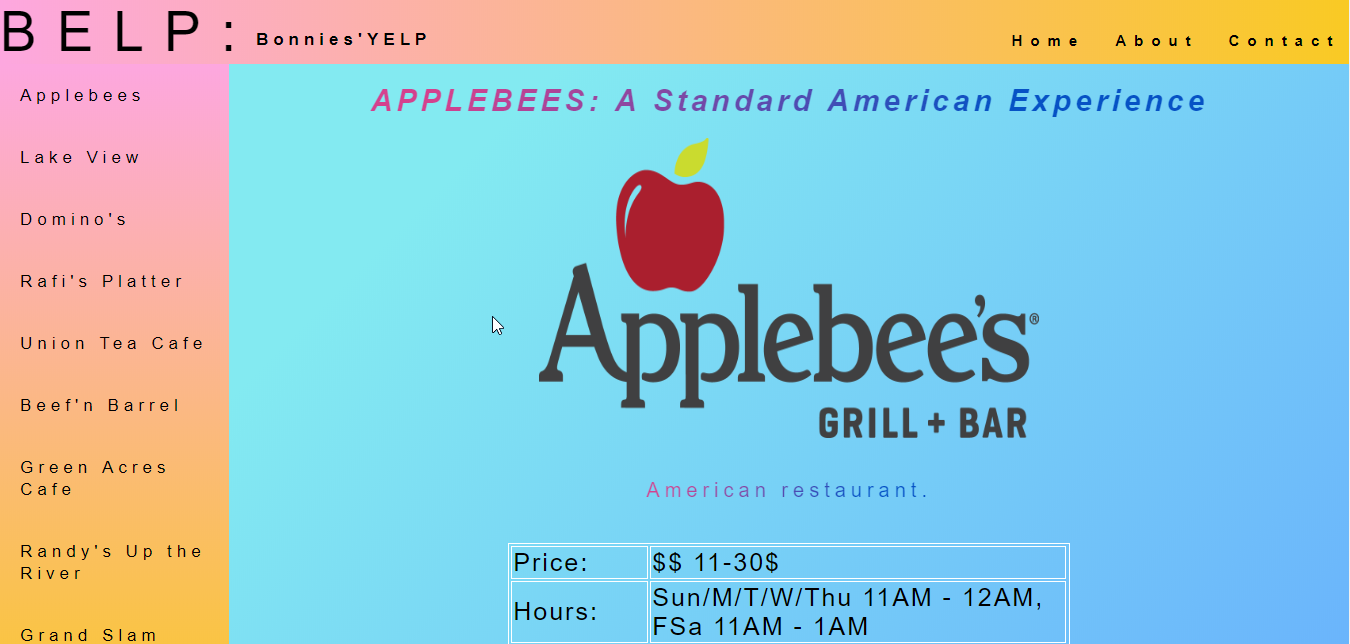 BELP: Bonnies'YELP
Home About Contact
Applebees
Lake View
Domino's
Rafi's Platter
Union Tea Cafe
Beef'n Barrel
Green Acres
Cafe
Randy's Up the
River
Grand Slam
APPLEBEES: A Standard American Experience
Applebee's®
GRILL + BAR
American restaurant.
Price: $$ 11-30$
Hours: Sun/M/T/W/Thu 11AM - 12AM,
FSa 11AM - 1AM